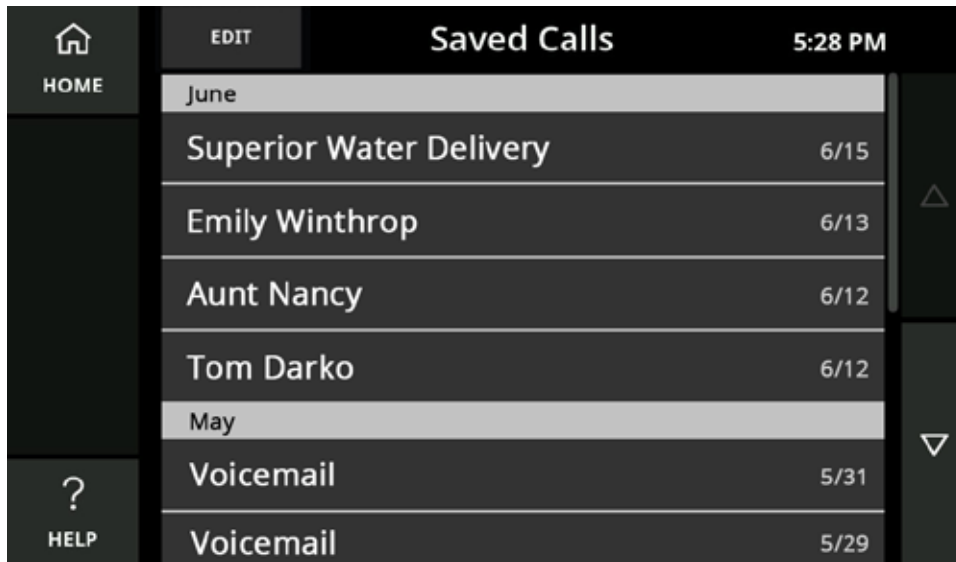 HOME
EDIT
Saved Calls
5:28 PM
June
Superior Water Delivery 6/15
Emily Winthrop 6/13
Aunt Nancy 6/12
Tom Darko 6/12
May
Voicemail 5/31
Voicemail 5/29
?
HELP